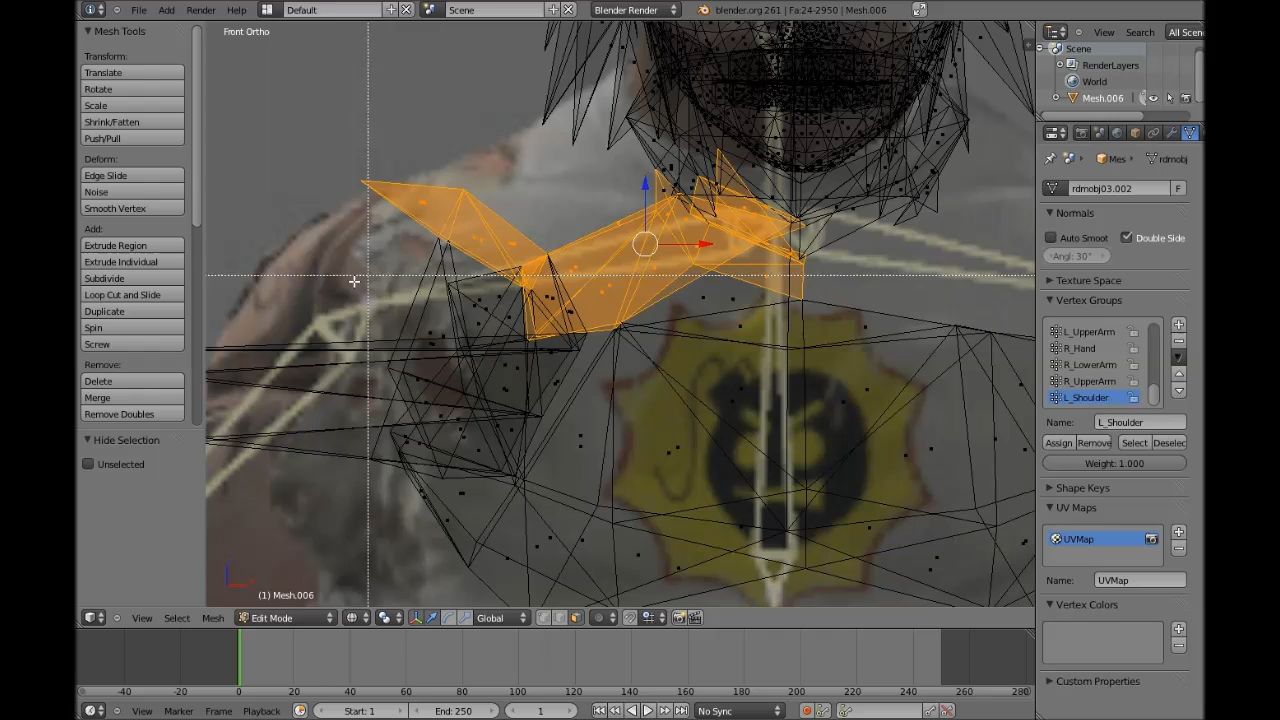 File Add Render Help Default Scene Blender Render blender.org 261 | Fa:24-2950 | Mesh.006
Mesh Tools
Transform:
Translate
Rotate
Scale
Shrink/Fatten
Push/Pull
Deform:
Edge Slide
Noise
Smooth Vertex
Add:
Extrude Region
Extrude Individual
Subdivide
Loop Cut and Slide
Duplicate
Spin
Screw
Remove:
Delete
Merge
Remove Doubles
Hide Selection
Unselected
Front Ortho
(1) Mesh.006
View Search All Scen
Scene
RenderLayers
World
Mesh.006
Mes rdmobj
rdmobj03.002 F
Normals
Auto Smoot Double Side
Angl: 30°
Texture Space
Vertex Groups
L_UpperArm
R_Hand
R_LowerArm
R_UpperArm
L_Shoulder
Name: L_Shoulder
Assign Remove Select Deselec
Weight: 1.000
Shape Keys
UV Maps
UVMap
Name: UVMap
Vertex Colors
Custom Properties
View Select Mesh Edit Mode Global
-40 -20 0 20 40 60 80 100 120 140 160 180 200 220 240 260 280
View Marker Frame Playback Start: 1 End: 250 1 No Sync